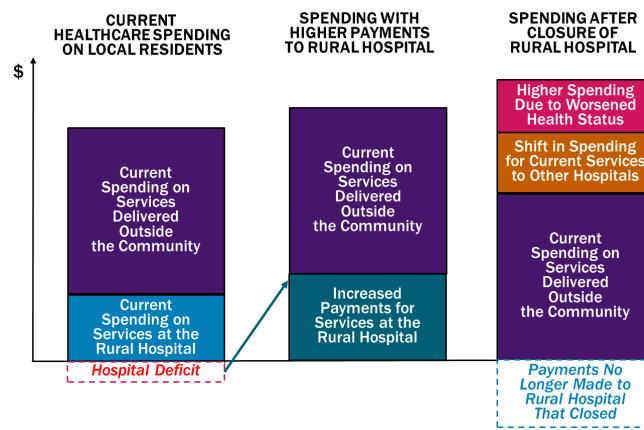 CURRENT
HEALTHCARE SPENDING
ON LOCAL RESIDENTS
SPENDING WITH
HIGHER PAYMENTS
TO RURAL HOSPITAL
SPENDING AFTER
CLOSURE OF
RURAL HOSPITAL
$
Current
Spending on
Services
Delivered
Outside
the Community
Current
Spending on
Services at the
Rural Hospital
Hospital Deficit
Current
Spending on
Services
Delivered
Outside
the Community
Increased
Payments for
Services at the
Rural Hospital
Higher Spending
Due to Worsened
Health Status
Shift in Spending
for Current Services
to Other Hospitals
Current
Spending on
Services
Delivered
Outside
the Community
Payments No
Longer Made to
Rural Hospital
That Closed